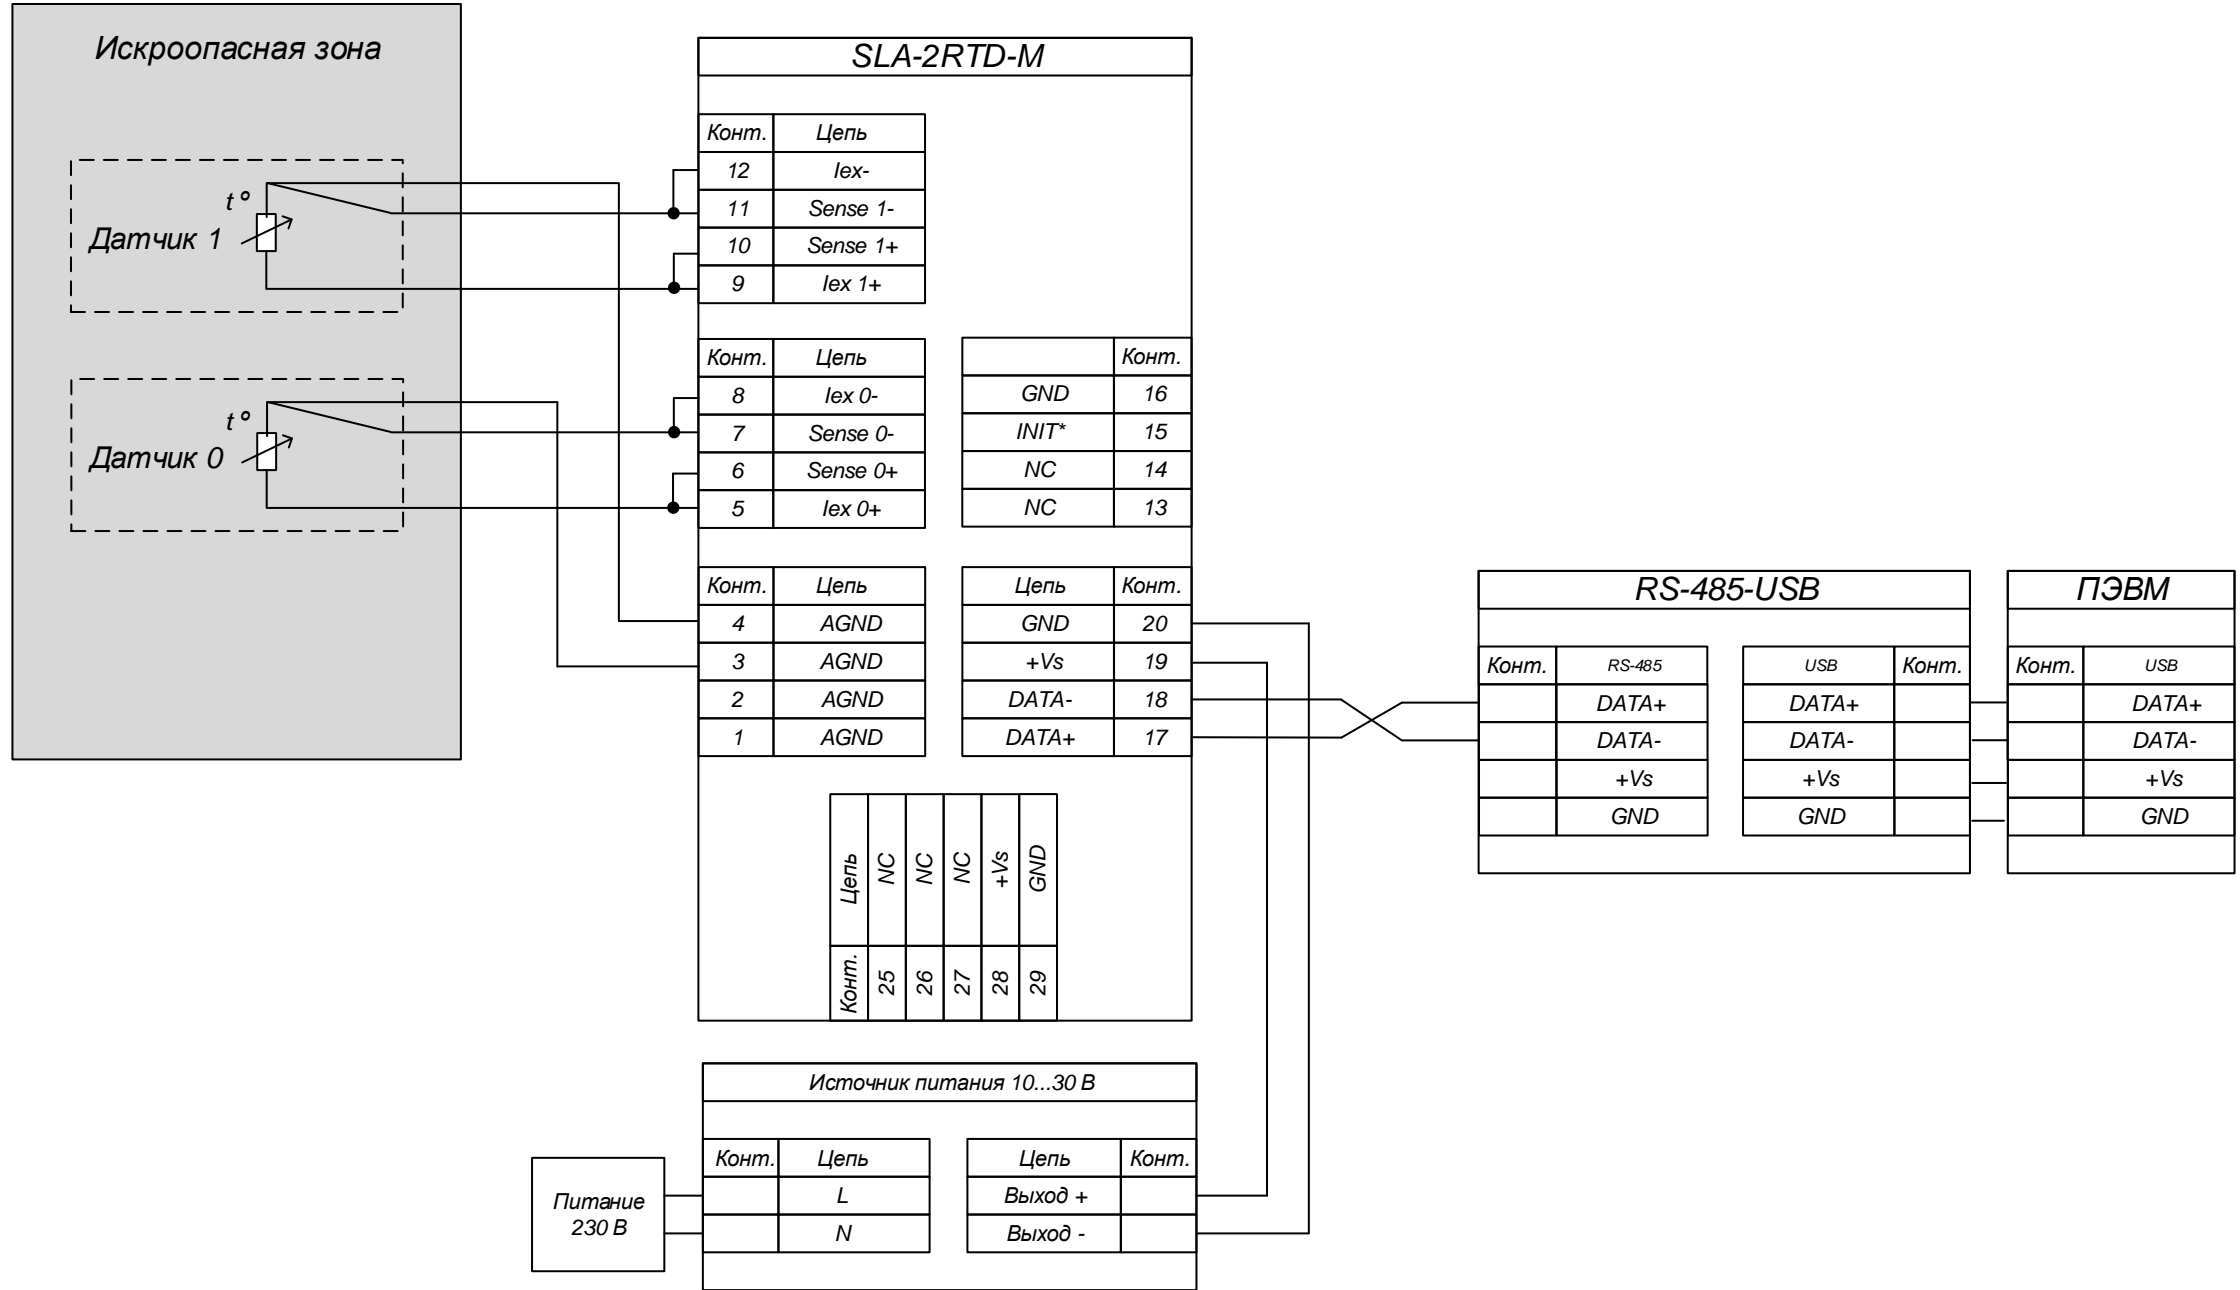 Искроопасная зона
t°
Датчик 1
t°
Датчик 0
SLA-2RTD-M
Конт. Цепь
12 Iex-
11 Sense 1-
10 Sense 1+
9 Iex 1+
Конт. Цепь
8 Iex 0-
7 Sense 0-
6 Sense 0+
5 Iex 0+
Конт.
GND 16
INIT* 15
NC 14
NC 13
Конт. Цепь
4 AGND
3 AGND
2 AGND
1 AGND
Цепь Конт.
GND 20
+Vs 19
DATA- 18
DATA+ 17
Цепь NC NC NC +Vs GND
Конт. 25 26 27 28 29
RS-485-USB
Конт. RS-485
DATA+
DATA-
+Vs
GND
USB Конт.
DATA+
DATA-
+Vs
GND
ПЭВМ
Конт. USB
DATA+
DATA-
+Vs
GND
Источник питания 10...30 В
Конт. Цепь
L
N
Цепь Конт.
Выход +
Выход -
Питание
230 В